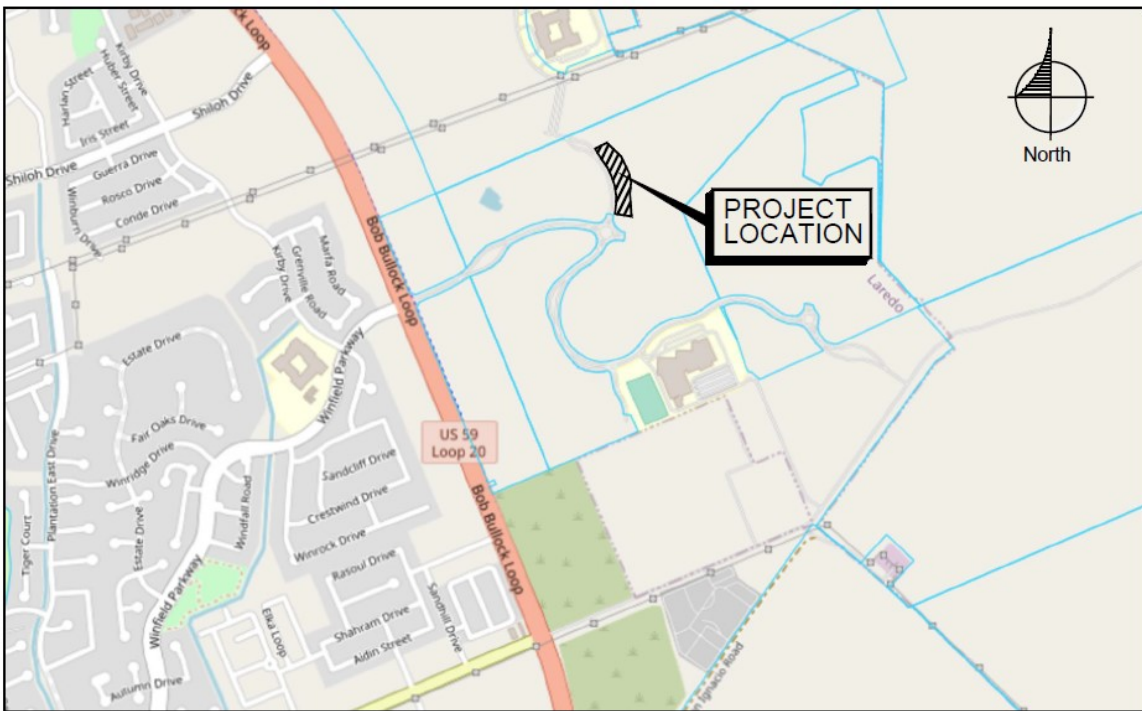 ck Loop
Kirby Drive
Huber Street
Harlan Street
Iris Street
Shiloh Drive
Shiloh Drive
Guerra Drive
Rosco Drive
Conde Drive
Winburn Drive
North
PROJECT
LOCATION
Bob Bullock Loop
Marfa Road
Grenville Road
Kirby Drive
Laredo
Estate Drive
Winfield Parkway
Fair Oaks Drive
Winridge Drive
Plantation East Drive
US 59
Loop 20
Sandcliff Drive
Crestwind Drive
Windfall Road
Estate Drive
Tiger Court
Winrock Drive
Bob Bullock Loop
Rasoul Drive
Winfield Parkway
Elka Loop
Sandhill Drive
Shahram Drive
Aidin Street
Autumn Drive
n Ignacio Road